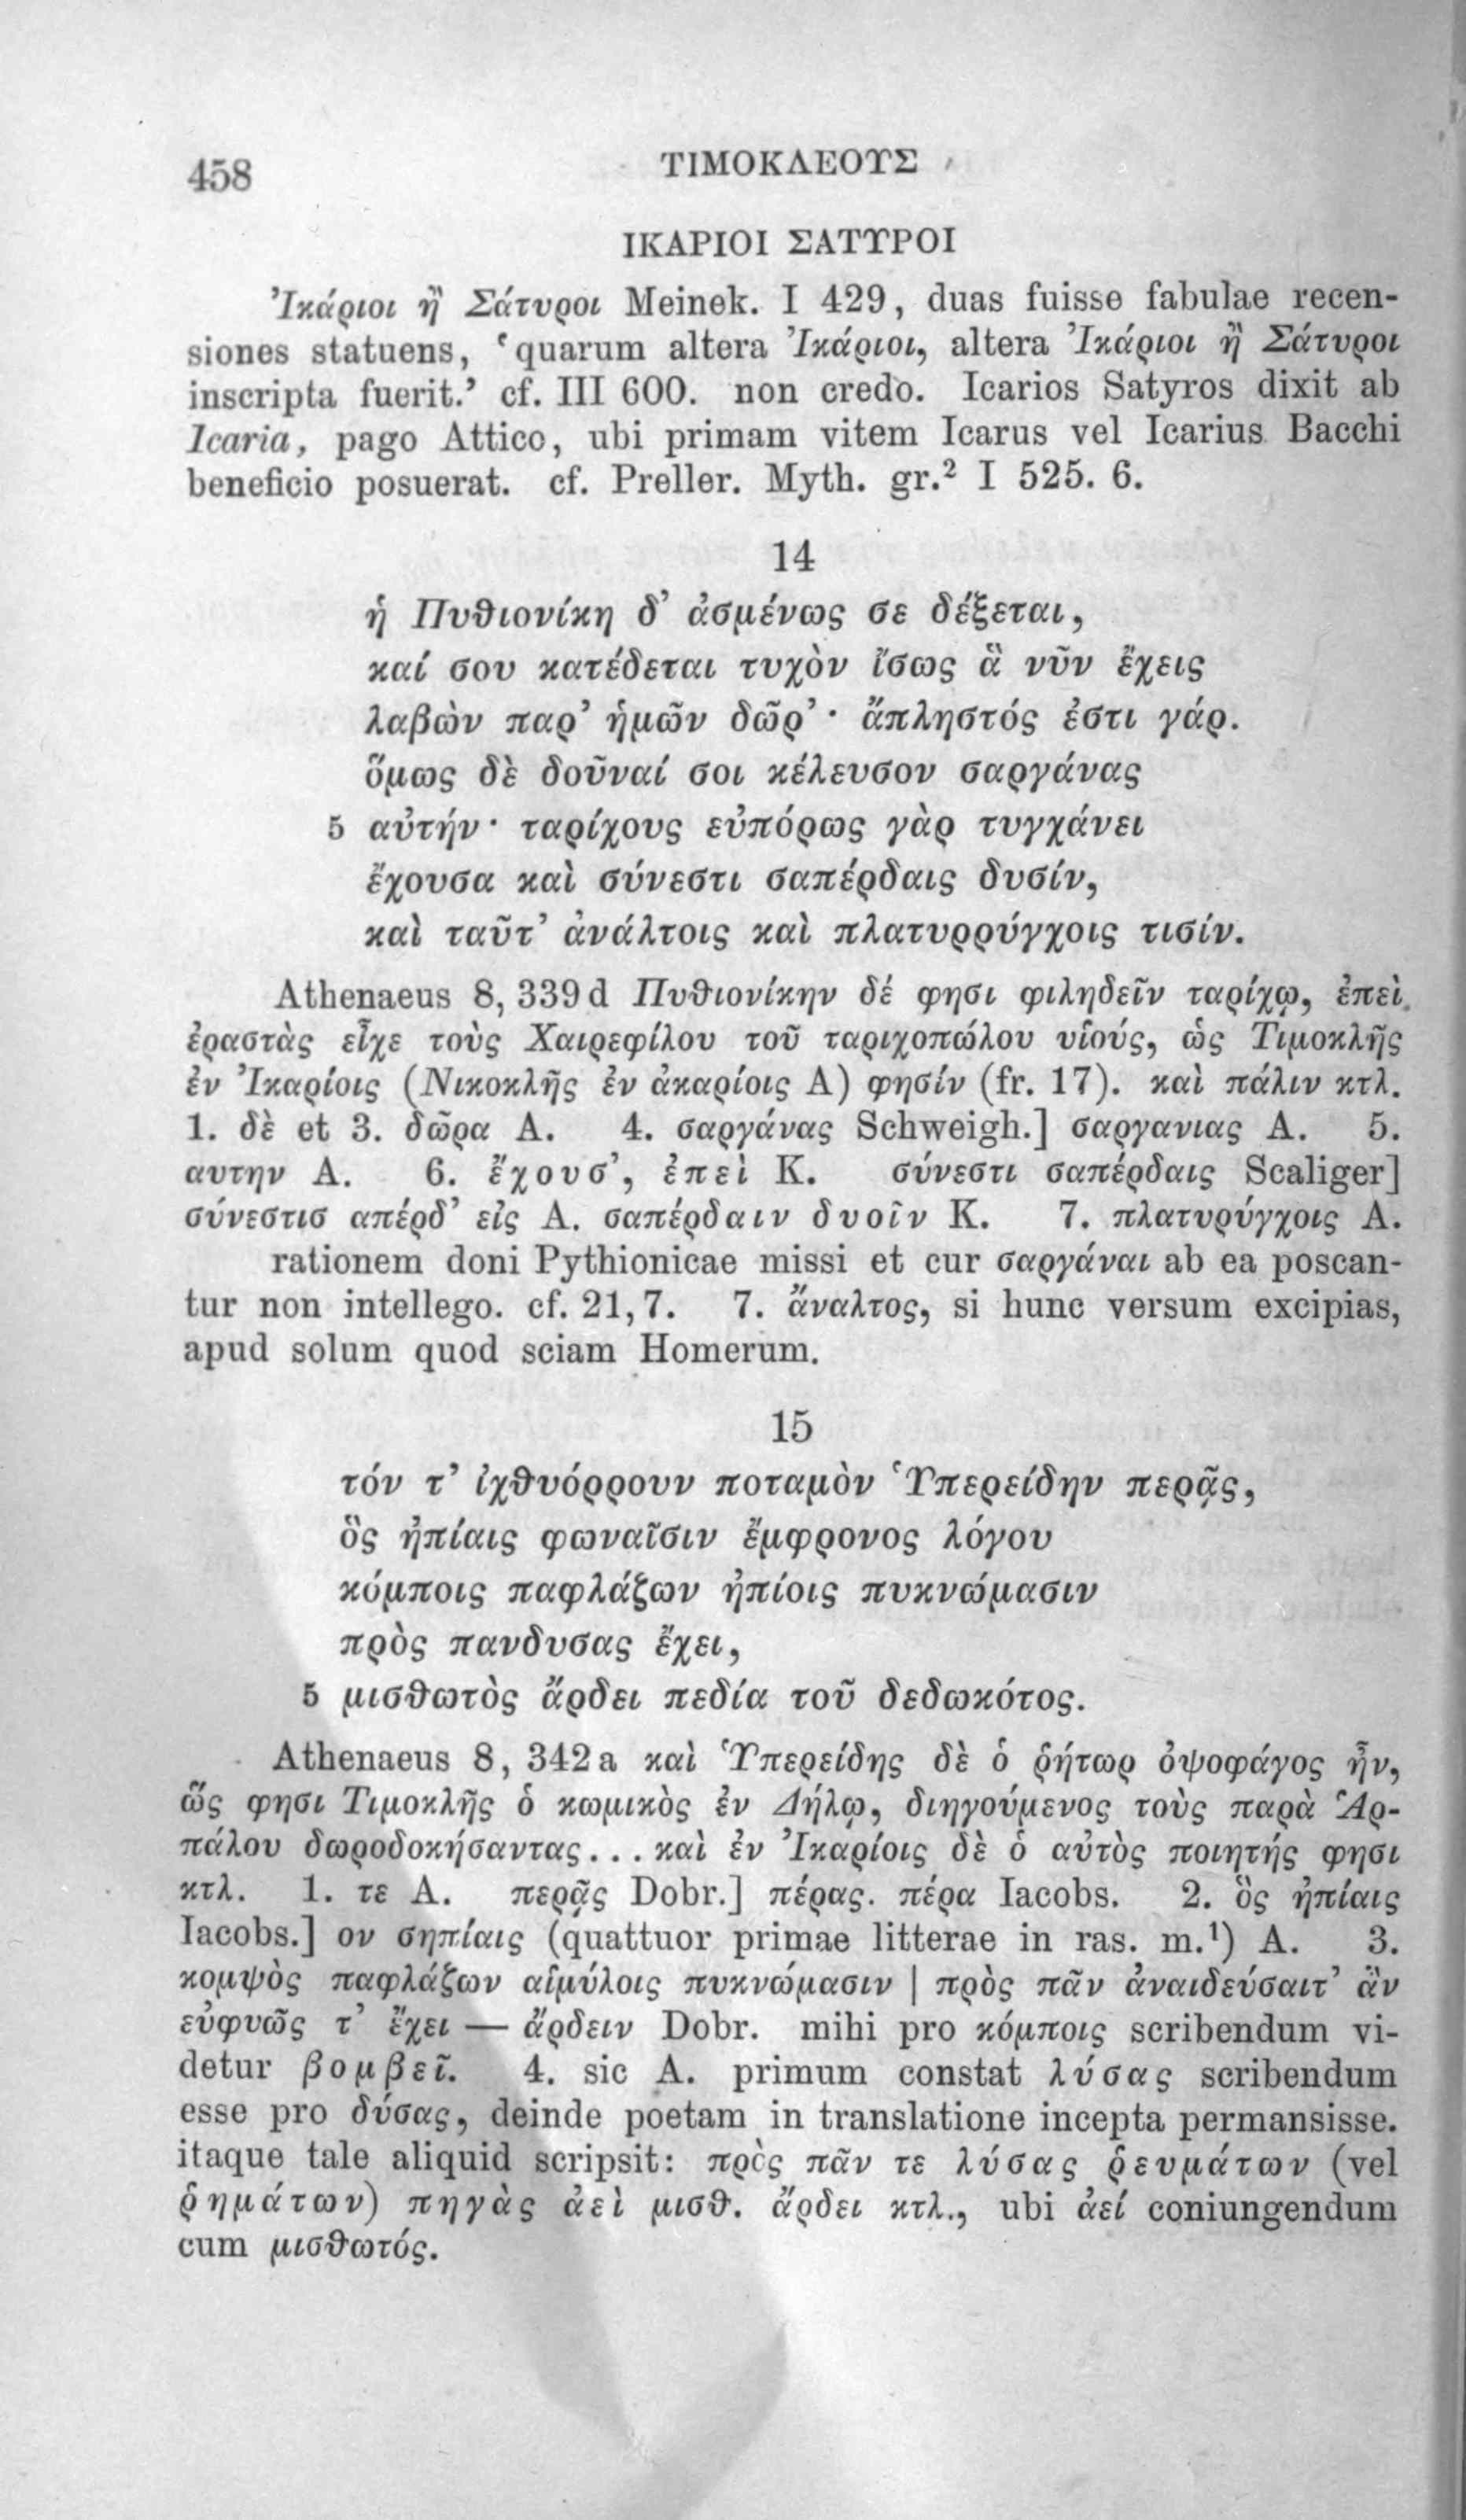 458
ΤΙΜΟΚΛΕΟΥΣ
ΙΚΑΡΙΟΙ ΣΑΤΥΡΟΙ
Ἰκάριοι ἢ Σάτυροι Meinek. I 429, duas fuisse fabulae recen-
siones statuens, ‘quarum altera Ἰκάριοι, altera Ἰκάριοι ἢ Σάτυροι
inscripta fuerit.’ cf. III 600. non credo. Icarios Satyros dixit ab
Icaria, pago Attico, ubi primam vitem Icarus vel Icarius Bacchi
beneficio posuerat. cf. Preller. Myth. gr.² I 525. 6.
14
ἡ Πυθιονίκη δ’ ἀσμένως σε δέξεται,
καί σου κατέδεται τυχὸν ἴσως ἃ νῦν ἔχεις
λαβὼν παρ’ ἡμῶν δῶρ’· ἄπληστός ἐστι γάρ.
ὅμως δὲ δοῦναί σοι κέλευσον σαργάνας
5 αὐτήν· ταρίχους εὐπόρως γὰρ τυγχάνει
ἔχουσα καὶ σύνεστι σαπέρδαις δυσίν,
καὶ ταῦτ’ ἀνάλτοις καὶ πλατυρρύγχοις τισίν.
Athenaeus 8, 339 d Πυθιονίκην δέ φησι φιληδεῖν ταρίχῳ, ἐπεὶ
ἐραστὰς εἶχε τοὺς Χαιρεφίλου τοῦ ταριχοπώλου υἱούς, ὡς Τιμοκλῆς
ἐν Ἰκαρίοις (Νικοκλῆς ἐν ἀκαρίοις A) φησίν (fr. 17). καὶ πάλιν κτλ.
1. δὲ et 3. δῶρα A. 4. σαργάνας Schweigh.] σαργανιας A. 5.
αυτην A. 6. ἔχουσ’, ἐπεὶ K. σύνεστι σαπέρδαις Scaliger]
σύνεστισ απέρδ’ εἰς A. σαπέρδαιν δυοῖν K. 7. πλατυρύγχοις A.
rationem doni Pythionicae missi et cur σαργάναι ab ea poscan-
tur non intellego. cf. 21, 7. 7. ἄναλτος, si hunc versum excipias,
apud solum quod sciam Homerum.
15
τόν τ’ ἰχθυόρρουν ποταμὸν Ὑπερείδην περᾷς,
ὃς ἠπίαις φωναῖσιν ἔμφρονος λόγου
κόμποις παφλάζων ἠπίοις πυκνώμασιν
πρὸς πανδυσας ἔχει,
5 μισθωτὸς ἄρδει πεδία τοῦ δεδωκότος.
Athenaeus 8, 342 a καὶ Ὑπερείδης δὲ ὁ ῥήτωρ ὀψοφάγος ἦν,
ὥς φησι Τιμοκλῆς ὁ κωμικὸς ἐν Δήλῳ, διηγούμενος τοὺς παρὰ Ἁρ-
πάλου δωροδοκήσαντας... καὶ ἐν Ἰκαρίοις δὲ ὁ αὐτὸς ποιητής φησι
κτλ. 1. τε A. περᾷς Dobr.] πέρας. πέρα Iacobs. 2. ὃς ἠπίαις
Iacobs.] ον σηπίαις (quattuor primae litterae in ras. m.¹) A. 3.
κομψὸς παφλάζων αἱμύλοις πυκνώμασιν | πρὸς πᾶν ἀναιδεύσαιτ’ ἂν
εὐφυῶς τ’ ἔχει — ἄρδειν Dobr. mihi pro κόμποις scribendum vi-
detur βομβεῖ. 4. sic A. primum constat λύσας scribendum
esse pro δύσας, deinde poetam in translatione incepta permansisse.
itaque tale aliquid scripsit: πρὸς πᾶν τε λύσας ῥευμάτων (vel
ῥημάτων) πηγὰς ἀεὶ μισθ. ἄρδει κτλ., ubi ἀεί coniungendum
cum μισθωτός.